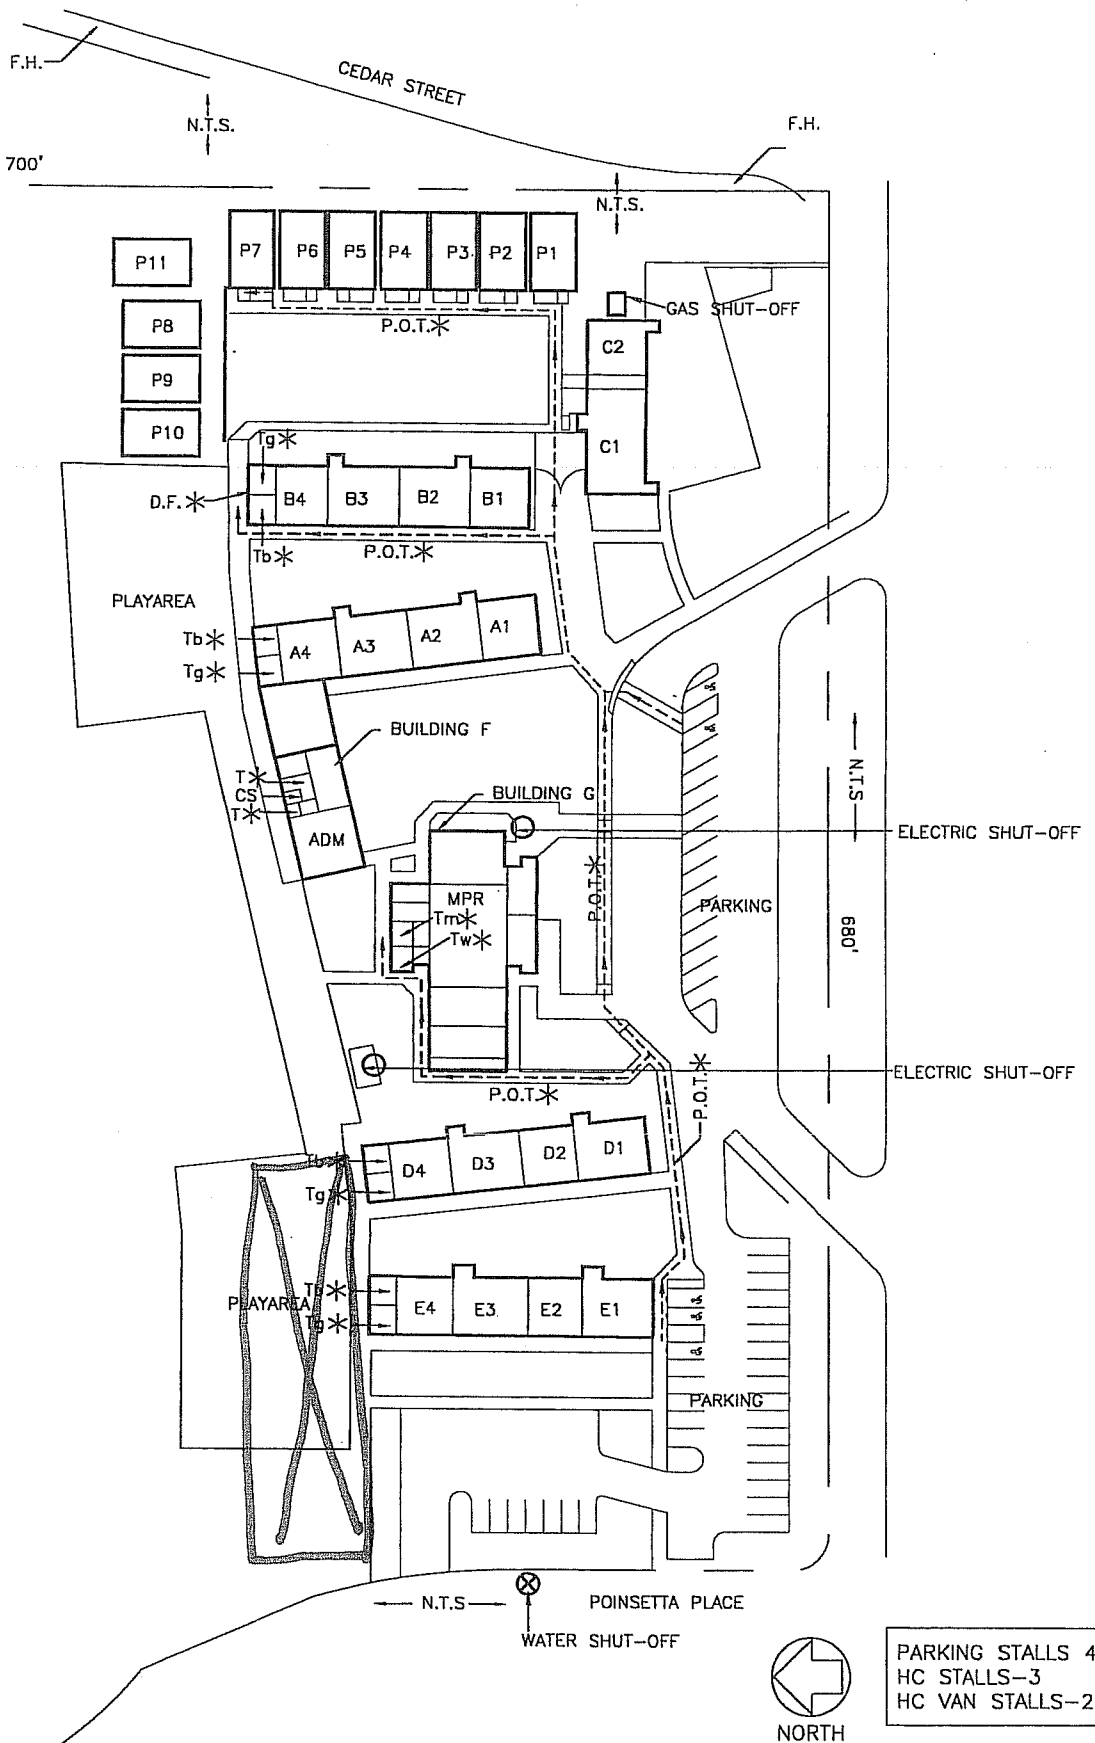 F.H.
CEDAR STREET
N.T.S.
F.H.
700'
N.T.S.
P7
P6
P5
P4
P3
P2
P1
P11
GAS SHUT-OFF
P8
P.O.T.*
C2
P9
P10
Tg*
C1
D.F.*
B4
B3
B2
B1
Tb*
P.O.T.*
PLAYAREA
Tb*
A4
A3
A2
A1
Tg*
BUILDING F
N.T.S
T*
CS
T*
BUILDING G
ADM
ELECTRIC SHUT-OFF
P.O.T.*
MPR
PARKING
Tm*
Tw*
680'
ELECTRIC SHUT-OFF
P.O.T.*
P.O.T.*
D4
D3
D2
D1
Tg*
PLAYAREA
E4
E3
E2
E1
PARKING
N.T.S
POINSETTA PLACE
WATER SHUT-OFF
NORTH
PARKING STALLS 4
HC STALLS-3
HC VAN STALLS-2